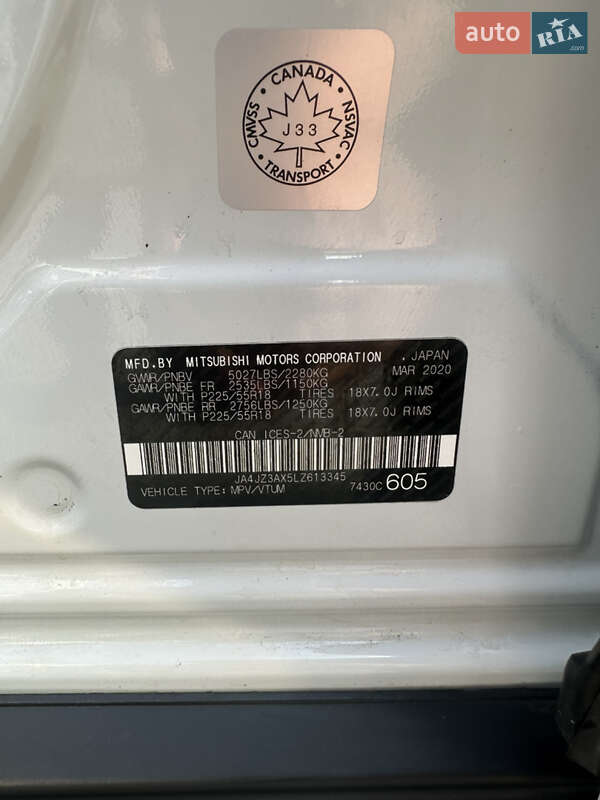 auto RIA.com
CANADA
CMVSS
NSVAC
J33
TRANSPORT
MFD.BY MITSUBISHI MOTORS CORPORATION . JAPAN
GVWR/PNBV 5027LBS/2280KG MAR 2020
GAWR/PNBE FR 2535LBS/1150KG
WITH P225/55R18 TIRES 18X7.0J RIMS
GAWR/PNBE RR 2756LBS/1250KG
WITH P225/55R18 TIRES 18X7.0J RIMS
CAN ICES-2/NMB-2
JA4JZ3AX5LZ613345
VEHICLE TYPE: MPV/VTUM 7430C 605